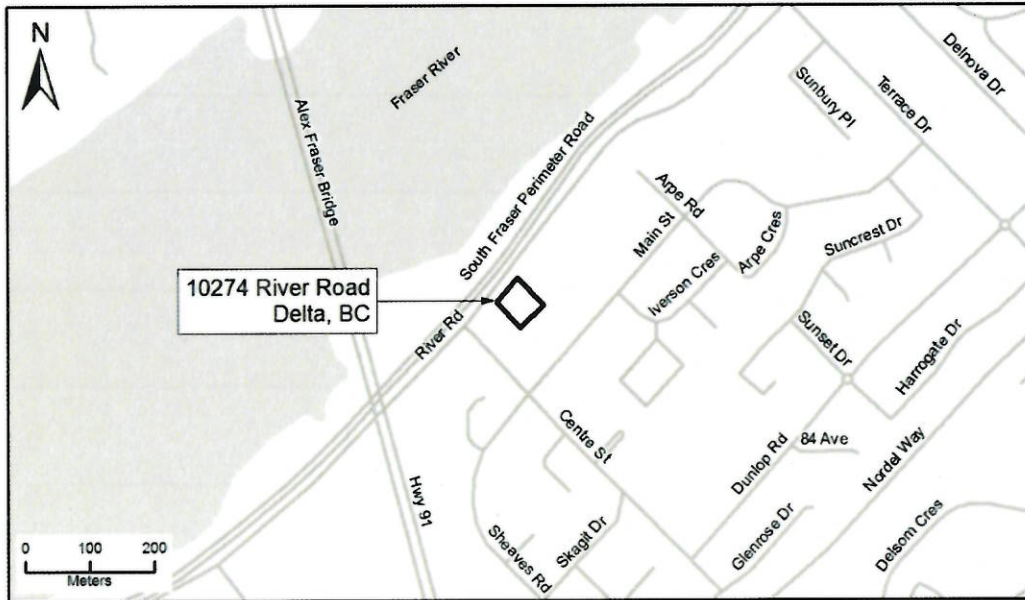 N
Fraser River
Alex Fraser Bridge
South Fraser Perimeter Road
River Rd
10274 River Road
Delta, BC
Delnova Dr
Terrace Dr
Sunbury Pl
Arpe Rd
Main St
Arpe Cres
Iverson Cres
Suncrest Dr
Sunset Dr
Harrogate Dr
Centre St
84 Ave
Dunlop Rd
Nordel Way
Hwy 91
Sheaves Rd
Skagit Dr
Glenrose Dr
Delsom Cres
0 100 200
Meters